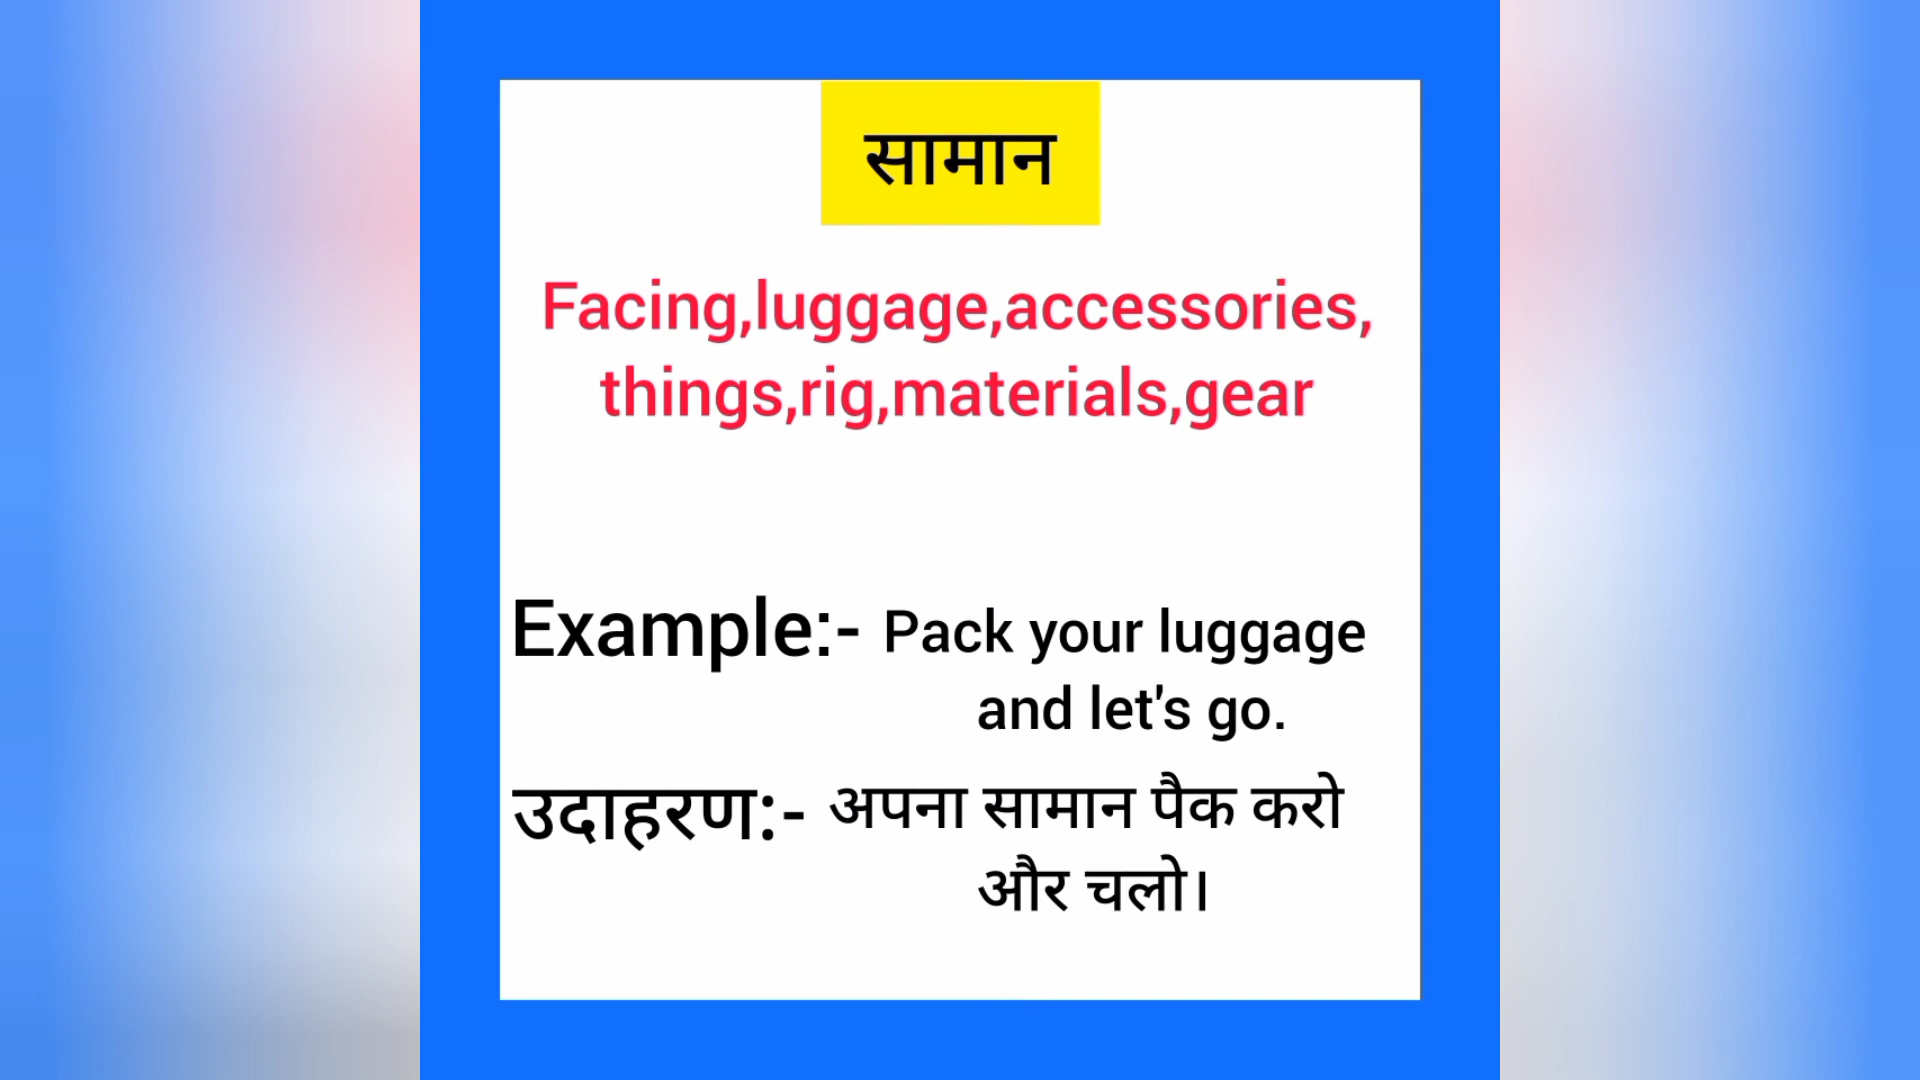 सामान
Facing,luggage,accessories,
things,rig,materials,gear
Example:- Pack your luggage
and let's go.
उदाहरण:- अपना सामान पैक करो
और चलो।